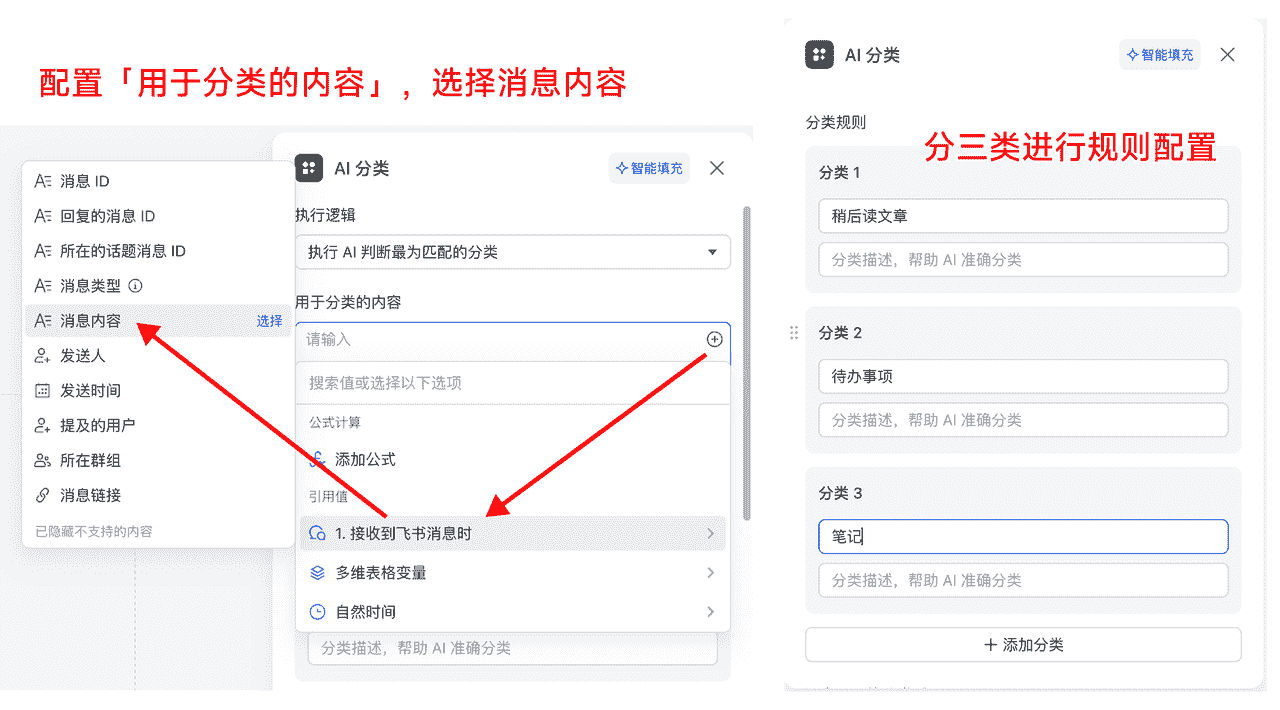 配置「用于分类的内容」，选择消息内容
消息 ID
回复的消息 ID
所在的话题消息 ID
消息类型
消息内容 选择
发送人
发送时间
提及的用户
所在群组
消息链接
已隐藏不支持的内容
AI 分类 智能填充
执行逻辑
执行 AI 判断最为匹配的分类
用于分类的内容
请输入
搜索值或选择以下选项
公式计算
添加公式
引用值
1. 接收到飞书消息时
多维表格变量
自然时间
分类描述，帮助 AI 准确分类
AI 分类 智能填充
分类规则
分三类进行规则配置
分类 1
稍后读文章
分类描述，帮助 AI 准确分类
分类 2
待办事项
分类描述，帮助 AI 准确分类
分类 3
笔记
分类描述，帮助 AI 准确分类
添加分类